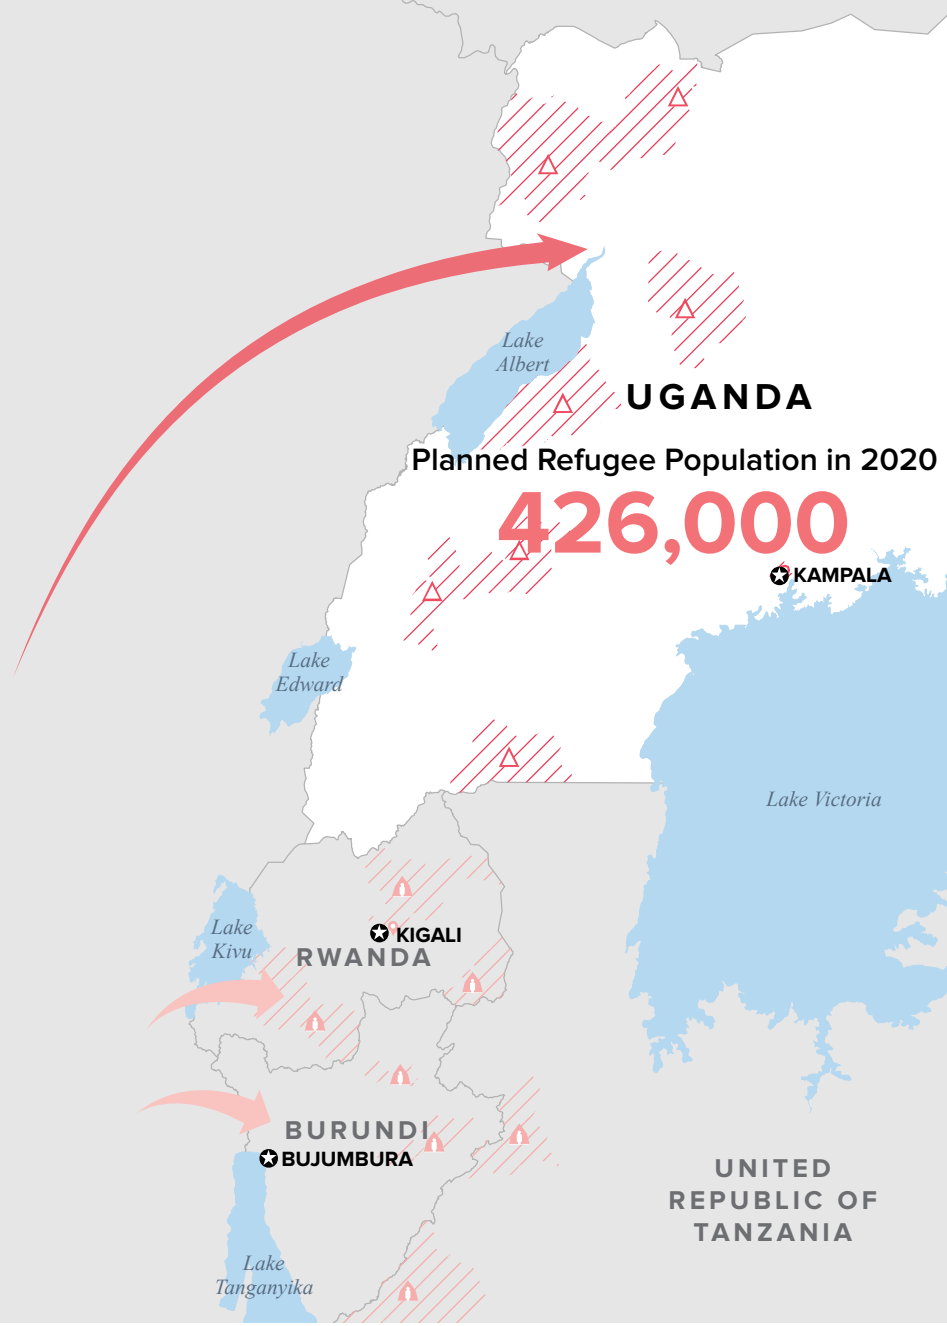 Lake
Albert
UGANDA
Planned Refugee Population in 2020
426,000
KAMPALA
Lake
Edward
Lake Victoria
Lake
Kivu
KIGALI
RWANDA
BURUNDI
BUJUMBURA
UNITED
REPUBLIC OF
TANZANIA
Lake
Tanganyika